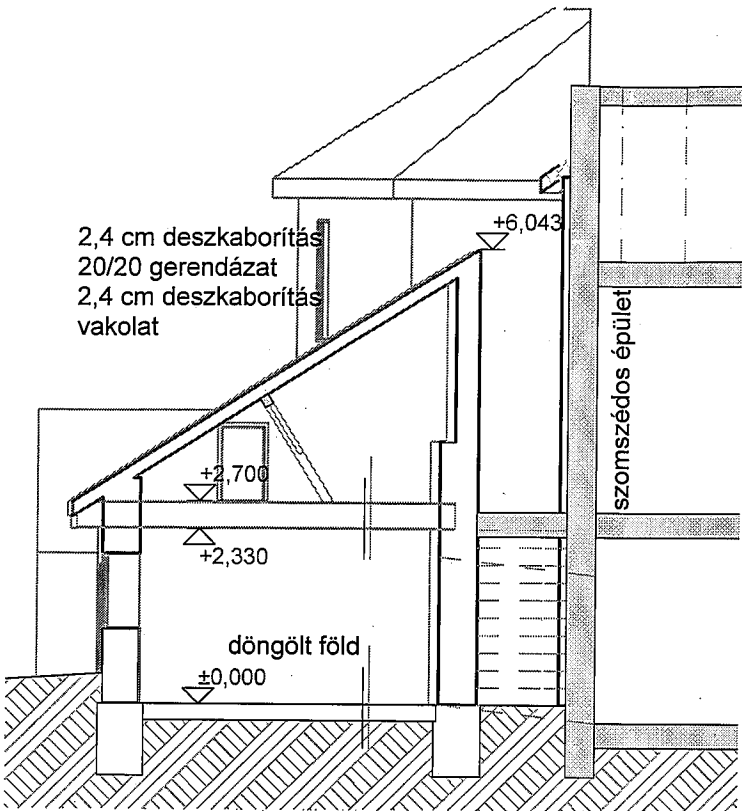 +6,043
2,4 cm deszkaborítás
20/20 gerendázat
2,4 cm deszkaborítás
vakolat
szomszédos épület
+2,700
+2,330
döngölt föld
±0,000